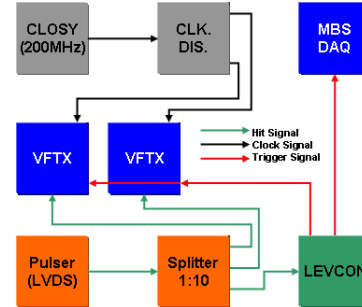 CLOSY
(200MHz)
CLK.
DIS.
MBS
DAQ
Hit Signal
Clock Signal
Trigger Signal
VFTX
VFTX
Pulser
(LVDS)
Splitter
1:10
LEVCON